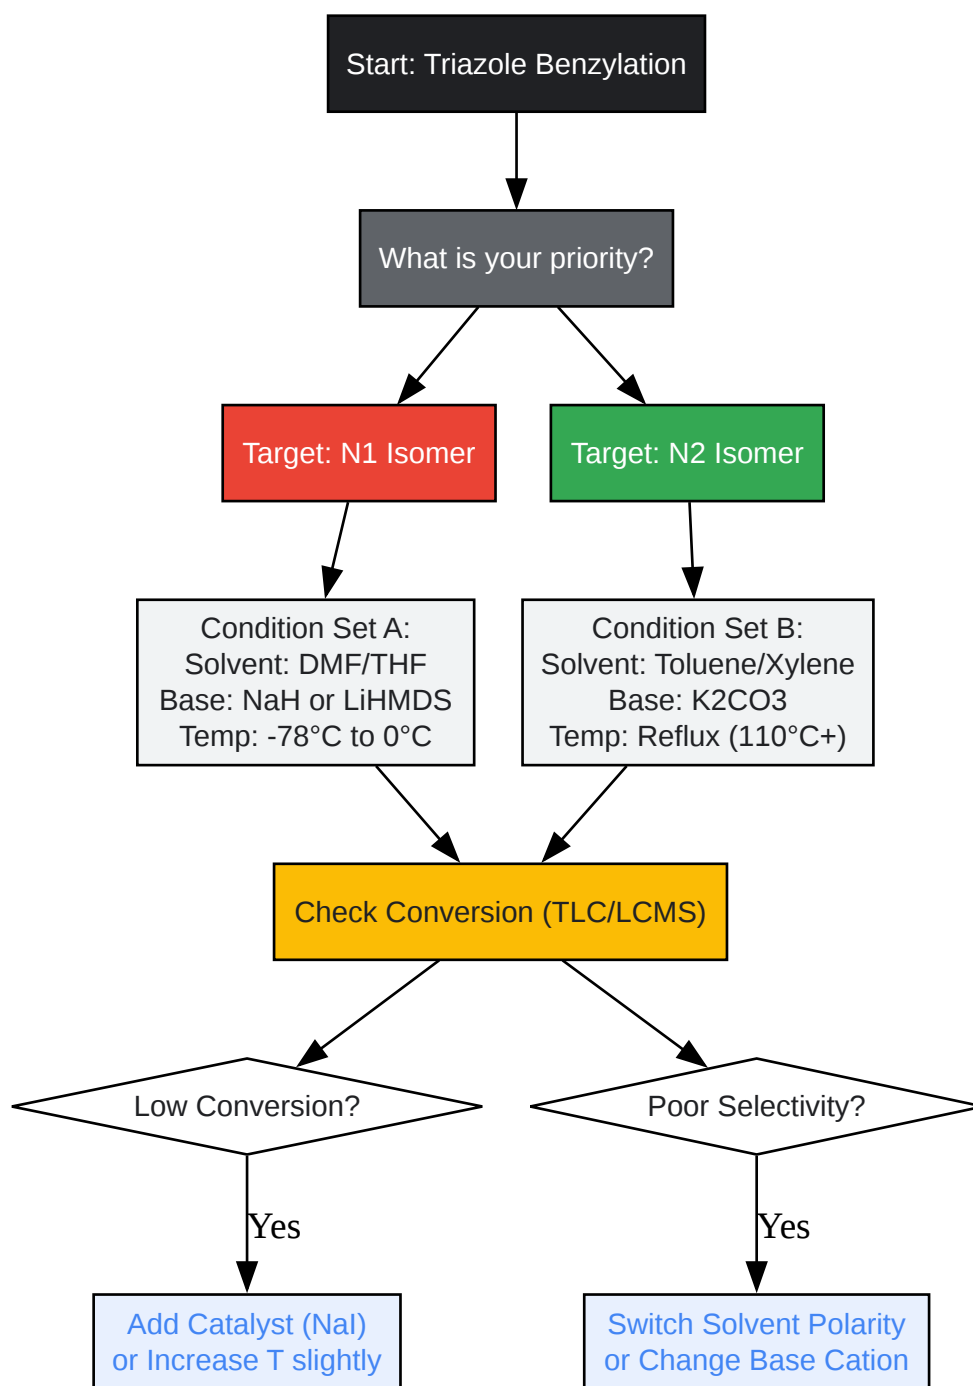 Start: Triazole Benzylation
What is your priority?
Target: N1 Isomer
Target: N2 Isomer
Condition Set A:
Solvent: DMF/THF
Base: NaH or LiHMDS
Temp: -78°C to 0°C
Condition Set B:
Solvent: Toluene/Xylene
Base: K2CO3
Temp: Reflux (110°C+)
Check Conversion (TLC/LCMS)
Low Conversion?
Poor Selectivity?
Yes
Yes
Add Catalyst (NaI)
or Increase T slightly
Switch Solvent Polarity
or Change Base Cation